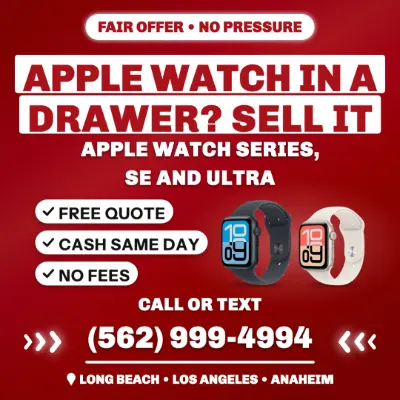 FAIR OFFER • NO PRESSURE
APPLE WATCH IN A
DRAWER? SELL IT
APPLE WATCH SERIES,
SE AND ULTRA
✓ FREE QUOTE
✓ CASH SAME DAY
✓ NO FEES
CALL OR TEXT
(562) 999-4994
LONG BEACH • LOS ANGELES • ANAHEIM